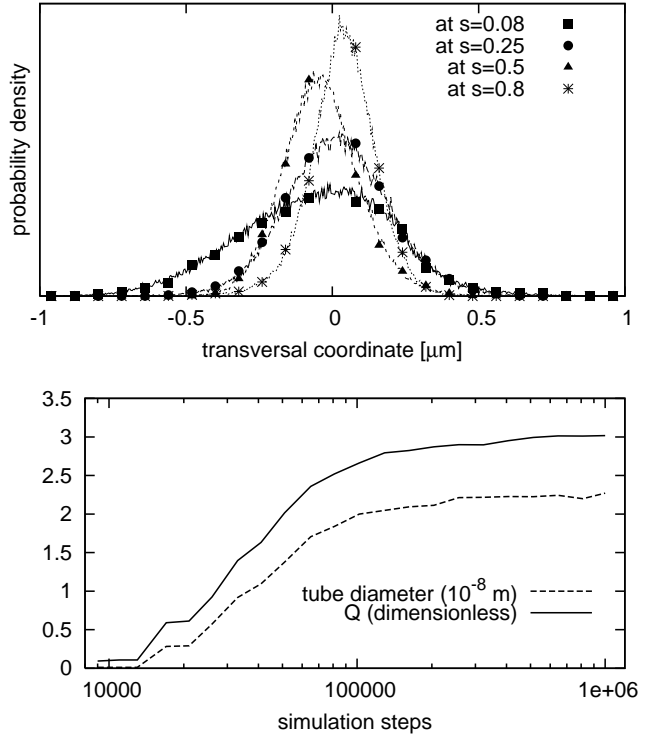 at s=0.08
at s=0.25
at s=0.5
at s=0.8
probability density
-1 -0.5 0 0.5 1
transversal coordinate [μm]
3.5
3
2.5
2
1.5
1
0.5
0
tube diameter (10⁻⁸ m)
Q (dimensionless)
10000 100000 1e+06
simulation steps